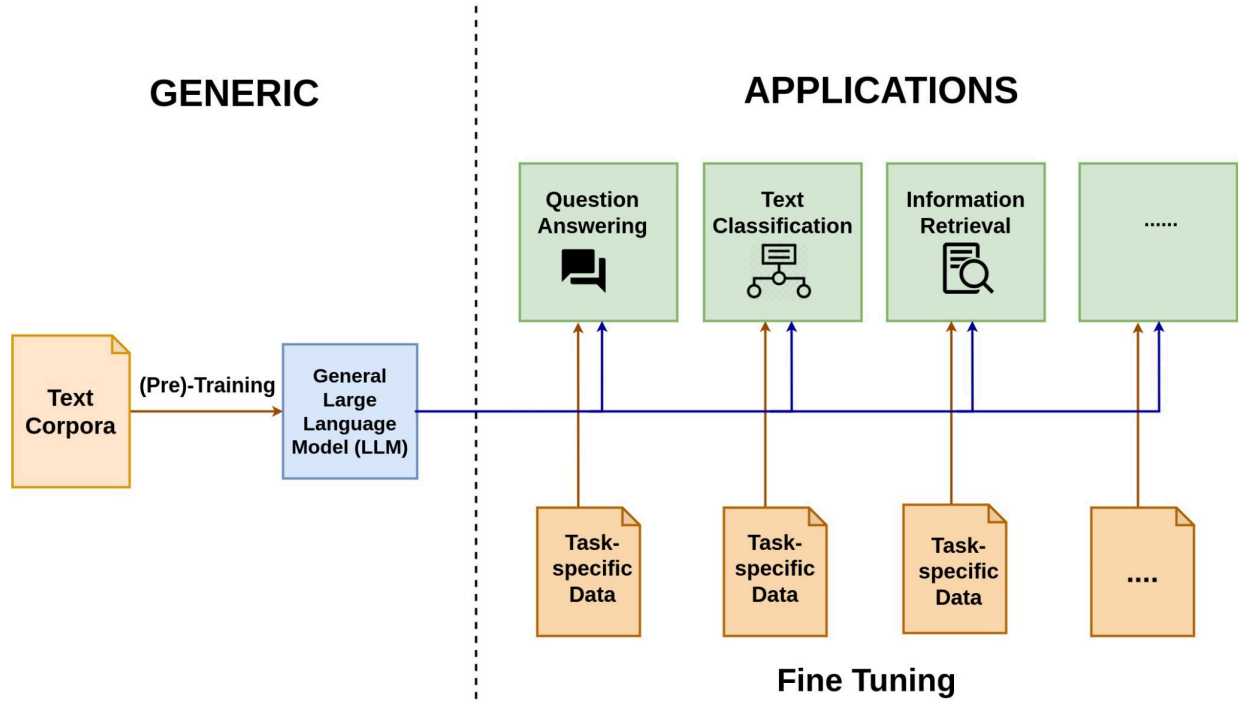 GENERIC
APPLICATIONS
Question
Answering
Text
Classification
Information
Retrieval
......
Text
Corpora
(Pre)-Training
General
Large
Language
Model (LLM)
Task-
specific
Data
Task-
specific
Data
Task-
specific
Data
....
Fine Tuning